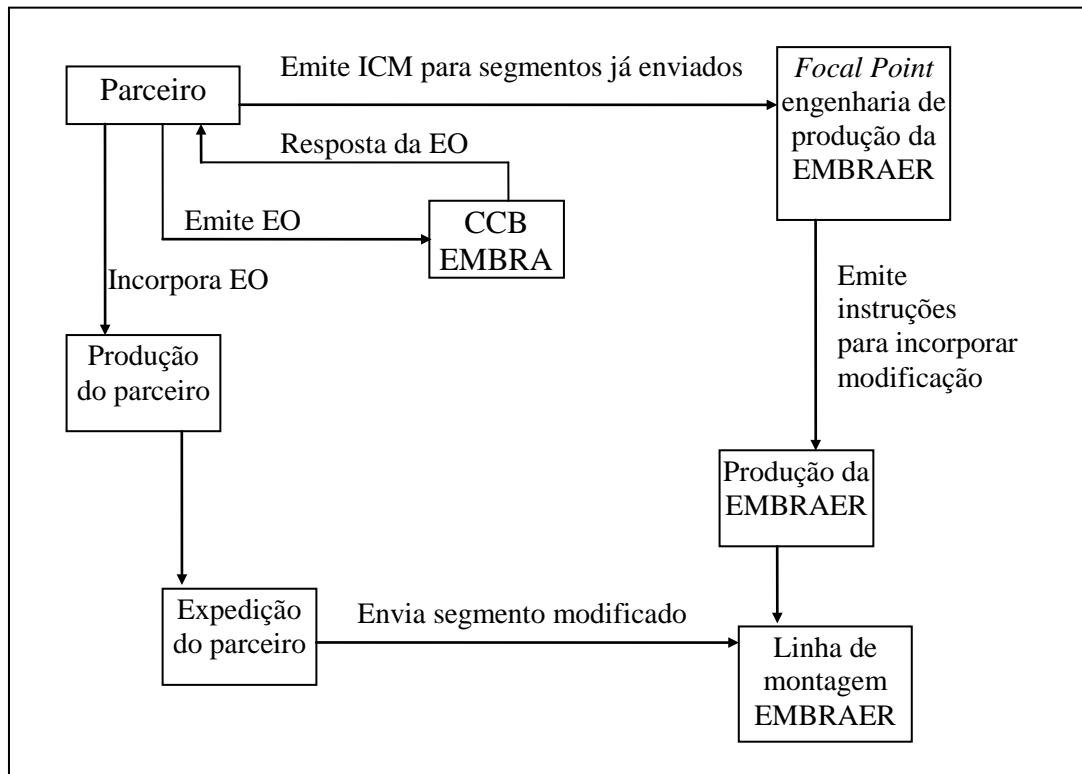 Emite ICM para segmentos já enviados
Parceiro
Focal Point
engenharia de
produção da
EMBRAER
Resposta da EO
Emite EO
CCB
EMBRA
Incorpora EO
Emite
instruções
para incorporar
modificação
Produção
do parceiro
Produção da
EMBRAER
Expedição
do parceiro
Envia segmento modificado
Linha de
montagem
EMBRAER